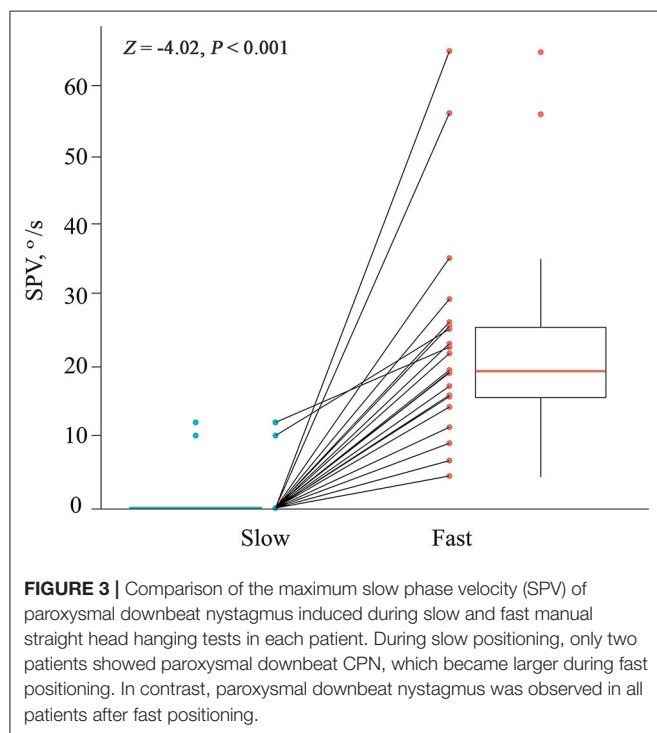 Z = -4.02, P < 0.001
60
50
40
30
20
10
0
SPV, °/s
Slow Fast
FIGURE 3 | Comparison of the maximum slow phase velocity (SPV) of
paroxysmal downbeat nystagmus induced during slow and fast manual
straight head hanging tests in each patient. During slow positioning, only two
patients showed paroxysmal downbeat CPN, which became larger during fast
positioning. In contrast, paroxysmal downbeat nystagmus was observed in all
patients after fast positioning.